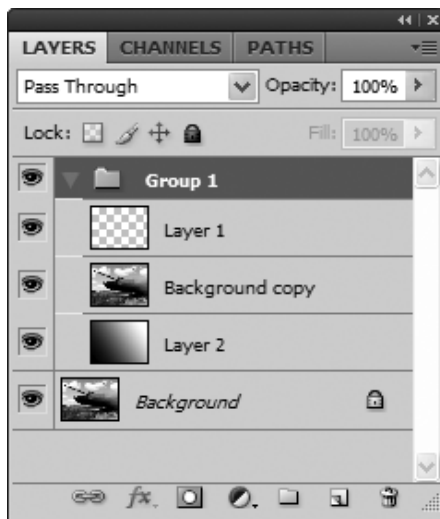 LAYERS CHANNELS PATHS
Pass Through Opacity: 100%
Lock: Fill: 100%
Group 1
Layer 1
Background copy
Layer 2
Background
fx.